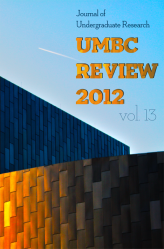 Journal of
Undergraduate Research
UMBC
REVIEW
2012
vol. 13